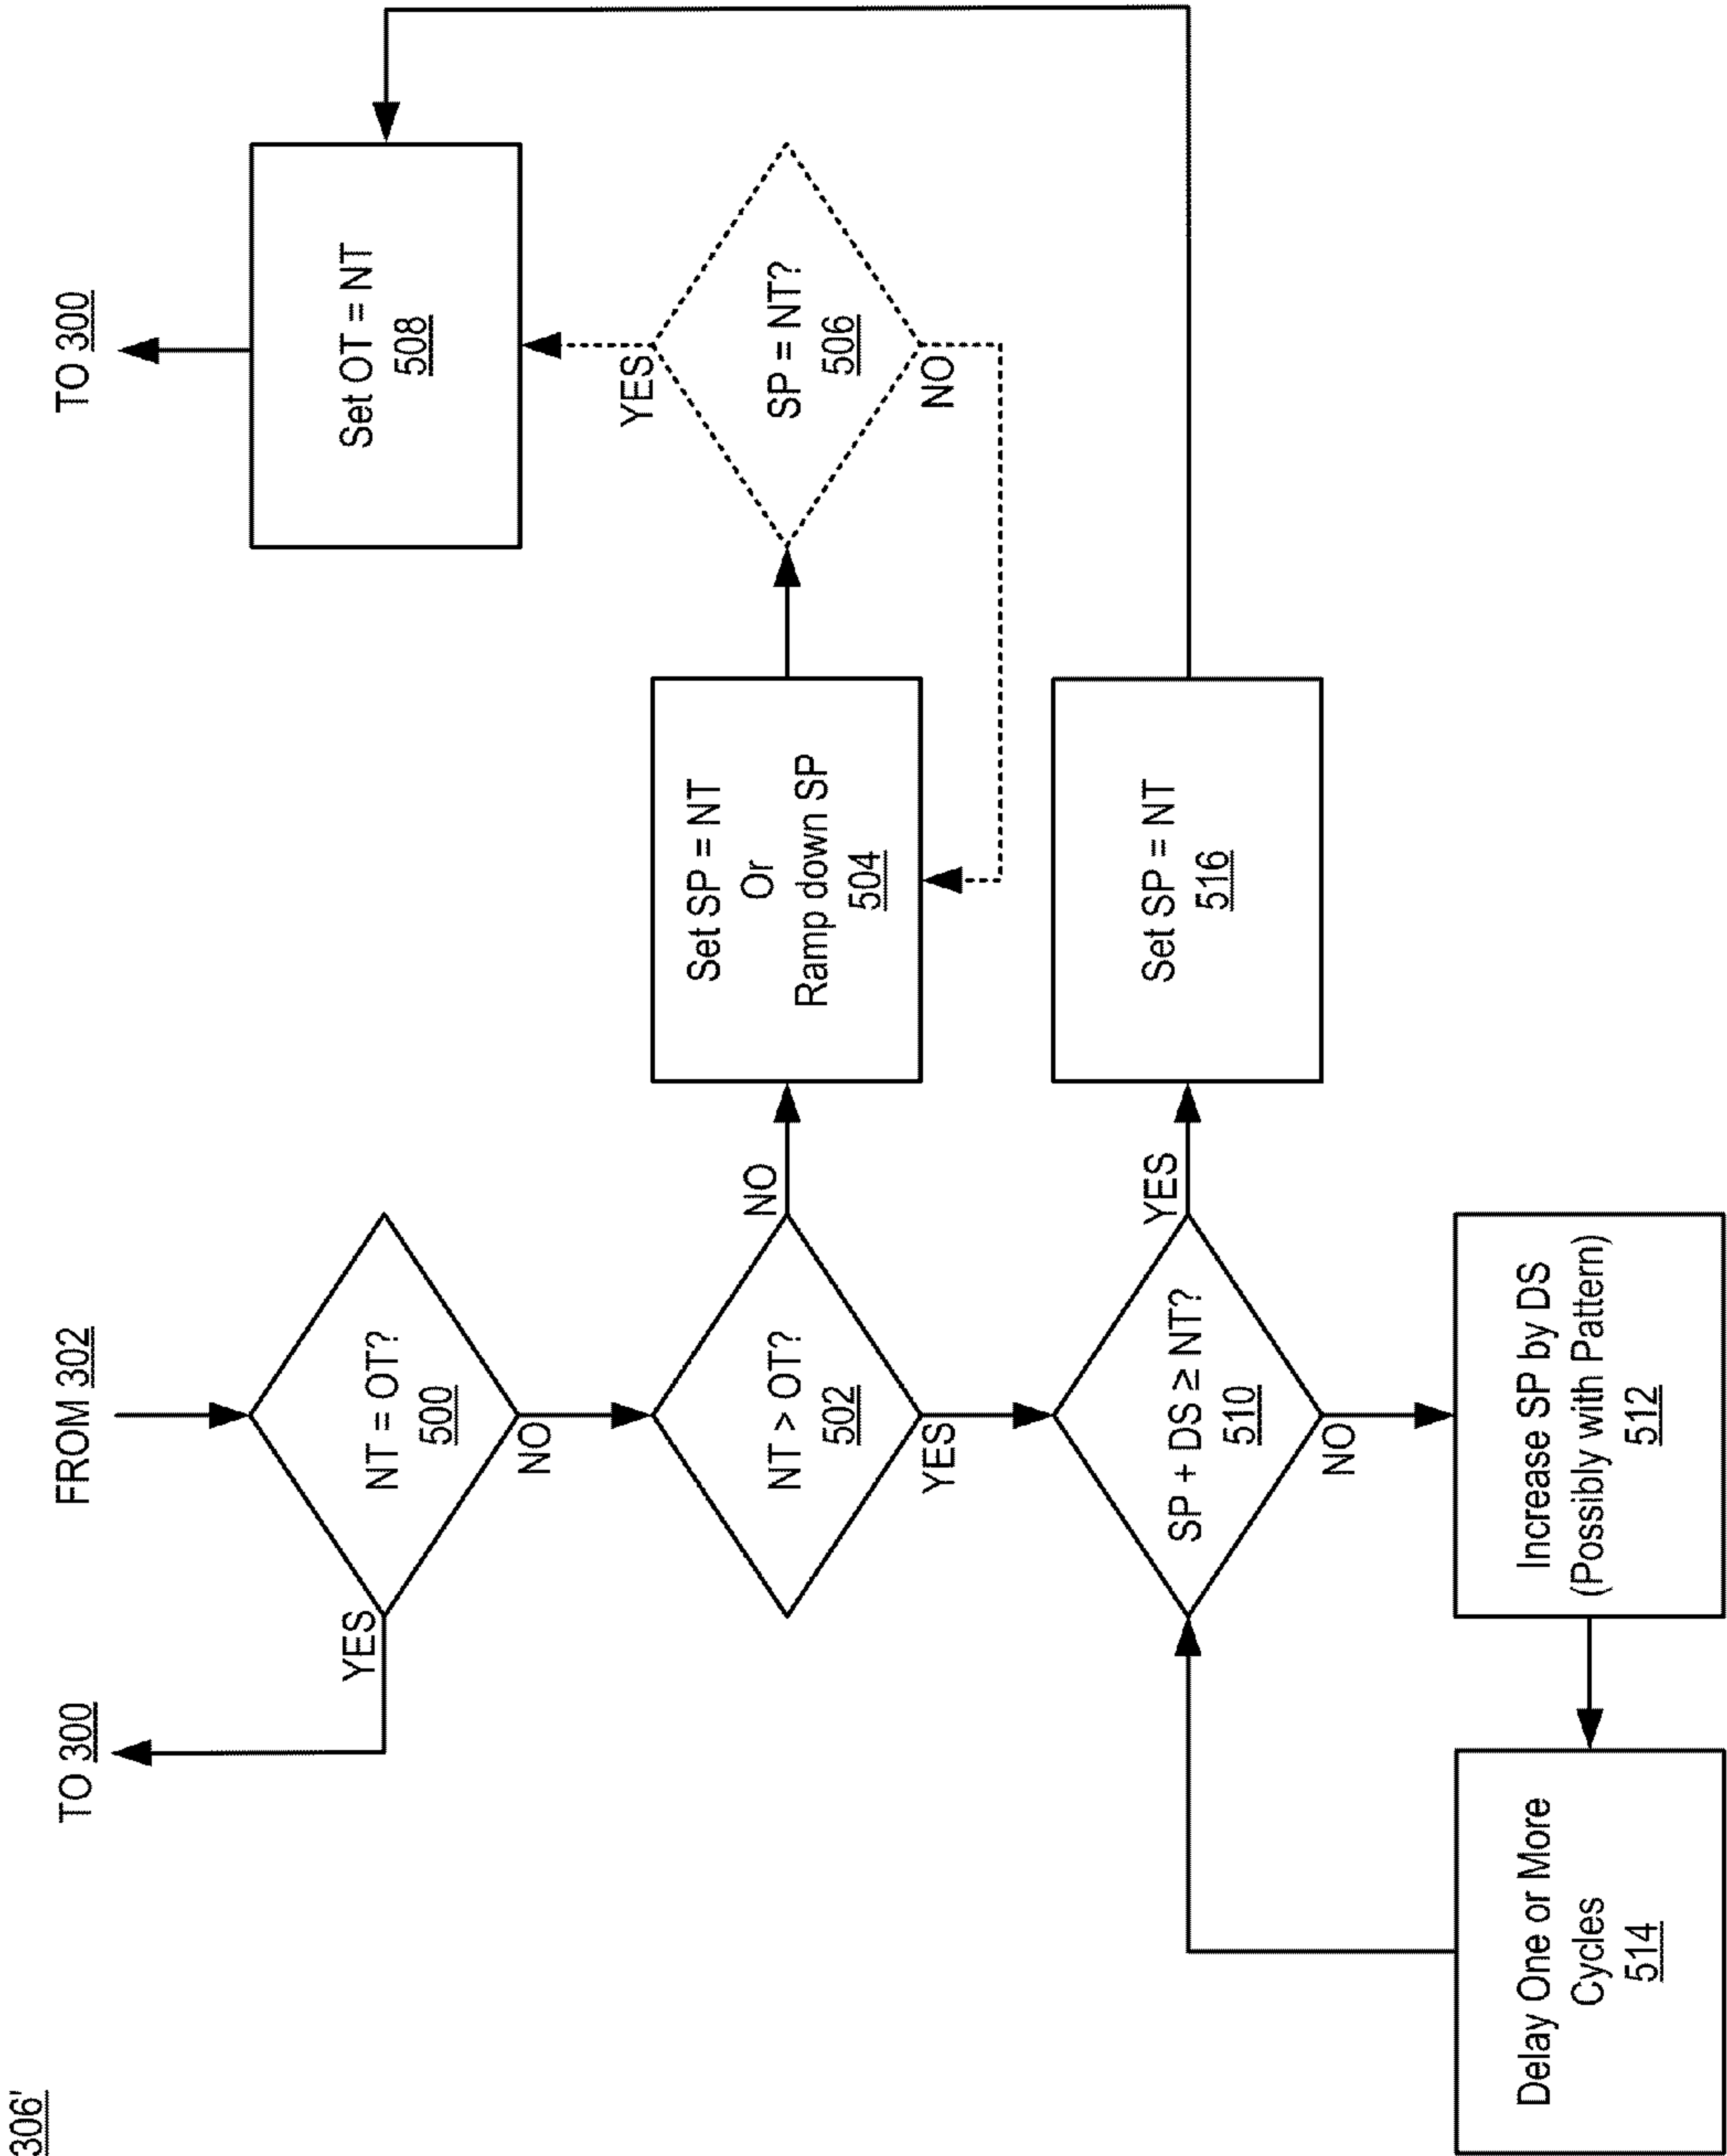 306'
TO 300
FROM 302
TO 300
NT = OT?
500
YES
NO
Set OT = NT
508
NT > OT?
502
NO
YES
Set SP = NT
Or
Ramp down SP
504
SP = NT?
506
YES
NO
SP + DS ≥ NT?
510
YES
NO
Set SP = NT
516
Delay One or More
Cycles
514
Increase SP by DS
(Possibly with Pattern)
512